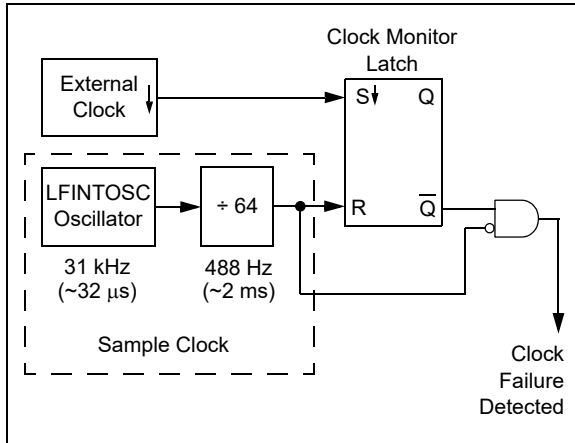 Clock Monitor
Latch
External
Clock
S
Q
LFINTOSC
Oscillator
÷ 64
R
Q̅
31 kHz
(~32 μs)
488 Hz
(~2 ms)
Sample Clock
Clock
Failure
Detected